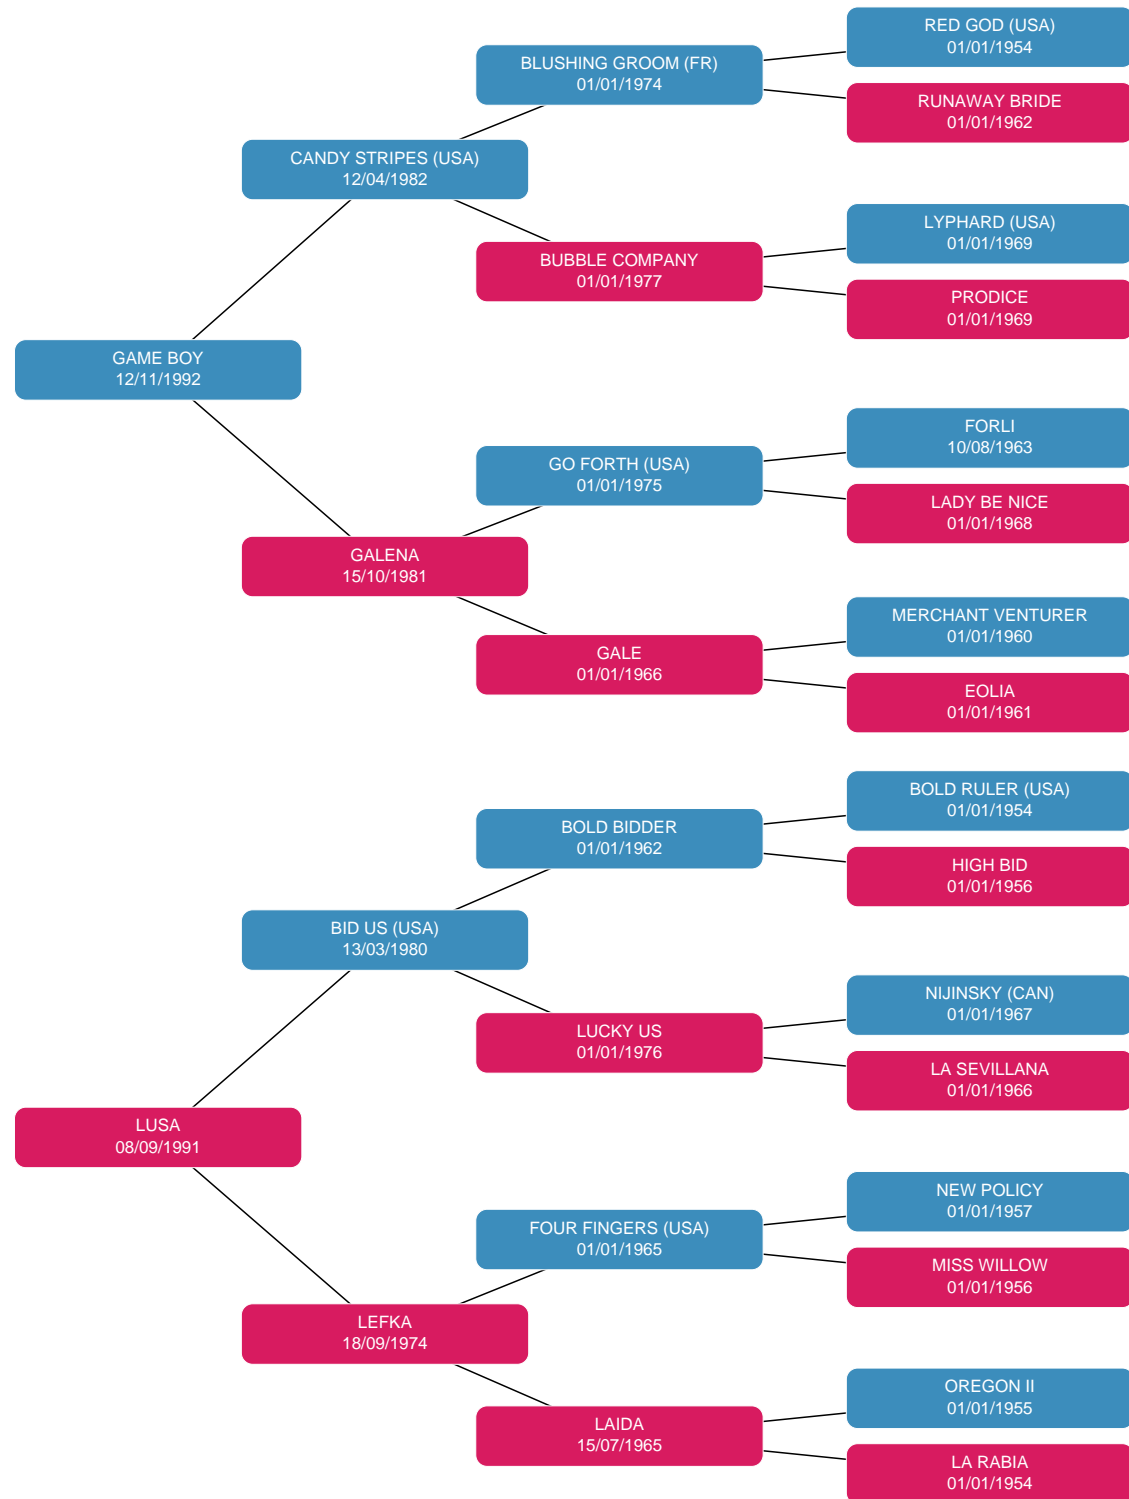 RED GOD (USA)
01/01/1954
BLUSHING GROOM (FR)
01/01/1974
RUNAWAY BRIDE
01/01/1962
CANDY STRIPES (USA)
12/04/1982
LYPHARD (USA)
01/01/1969
BUBBLE COMPANY
01/01/1977
PRODICE
01/01/1969
GAME BOY
12/11/1992
FORLI
10/08/1963
GO FORTH (USA)
01/01/1975
LADY BE NICE
01/01/1968
GALENA
15/10/1981
MERCHANT VENTURER
01/01/1960
GALE
01/01/1966
EOLIA
01/01/1961
BOLD RULER (USA)
01/01/1954
BOLD BIDDER
01/01/1962
HIGH BID
01/01/1956
BID US (USA)
13/03/1980
NIJINSKY (CAN)
01/01/1967
LUCKY US
01/01/1976
LA SEVILLANA
01/01/1966
LUSA
08/09/1991
NEW POLICY
01/01/1957
FOUR FINGERS (USA)
01/01/1965
MISS WILLOW
01/01/1956
LEFKA
18/09/1974
OREGON II
01/01/1955
LAIDA
15/07/1965
LA RABIA
01/01/1954